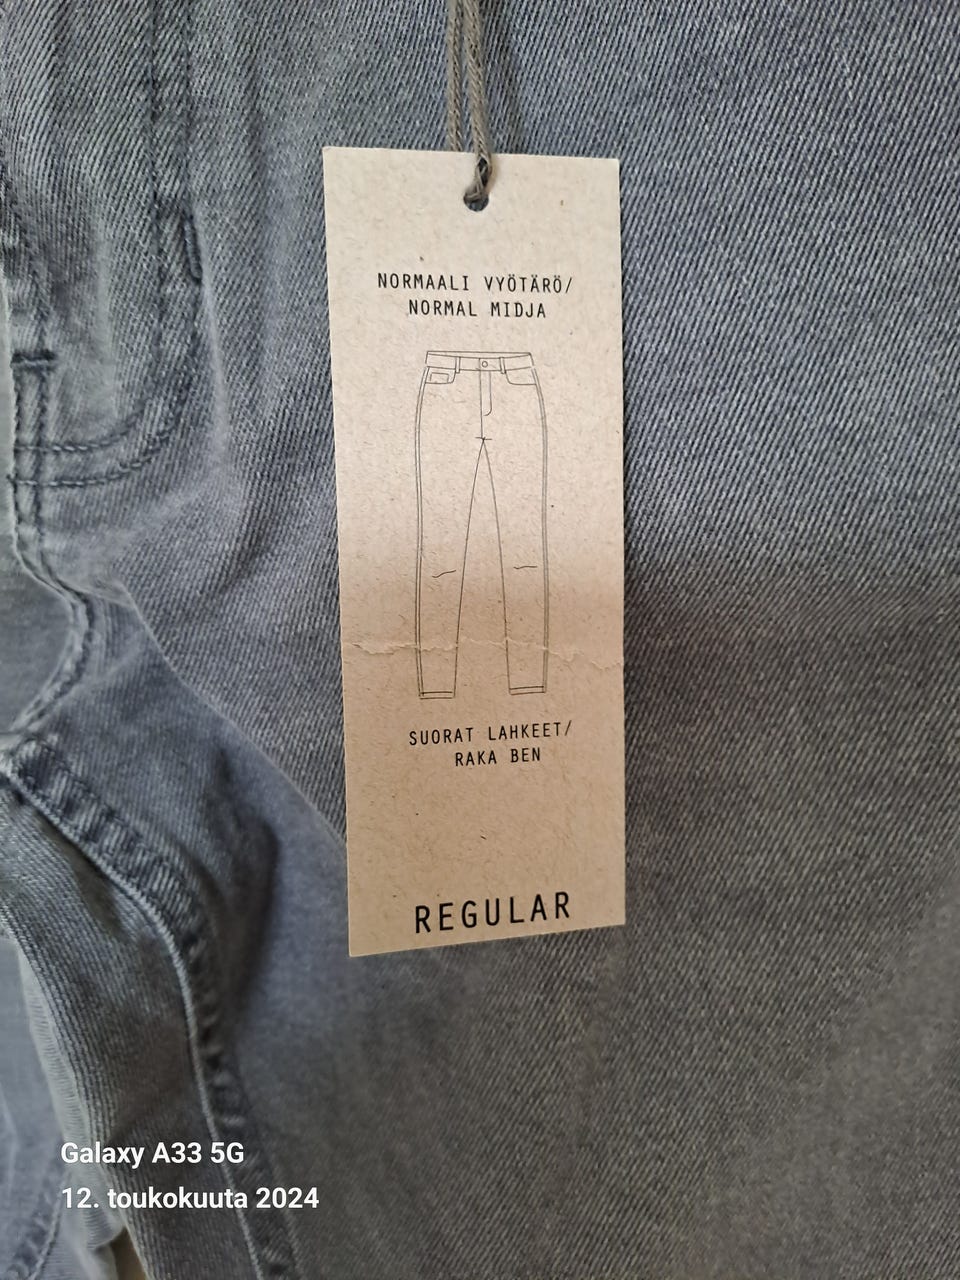 NORMAALI VYÖTÄRÖ/
NORMAL MIDJA
SUORAT LAHKEET/
RAKA BEN
REGULAR
Galaxy A33 5G
12. toukokuuta 2024